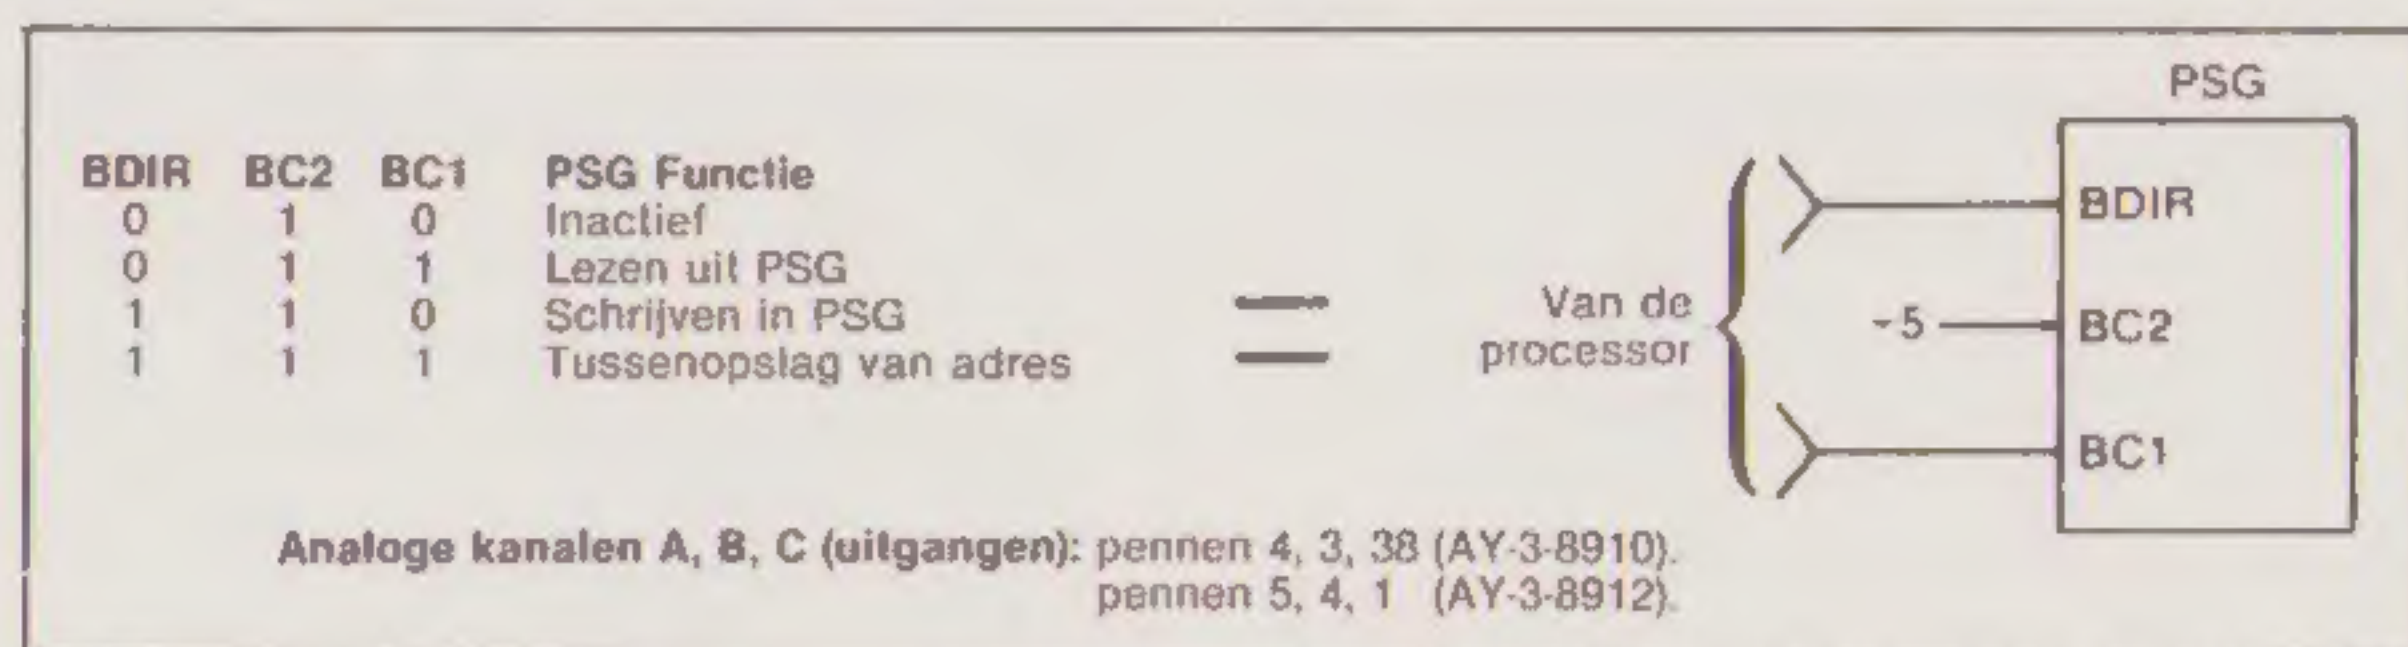 BDIR BC2 BC1 PSG Functie
0 1 0 Inactief
0 1 1 Lezen uit PSG
1 1 0 Schrijven in PSG
1 1 1 Tussenopslag van adres
Van de
processor
PSG
BDIR
-5 BC2
BC1
Analoge kanalen A, B, C (uitgangen): pennen 4, 3, 38 (AY-3-8910).
pennen 5, 4, 1 (AY-3-8912).